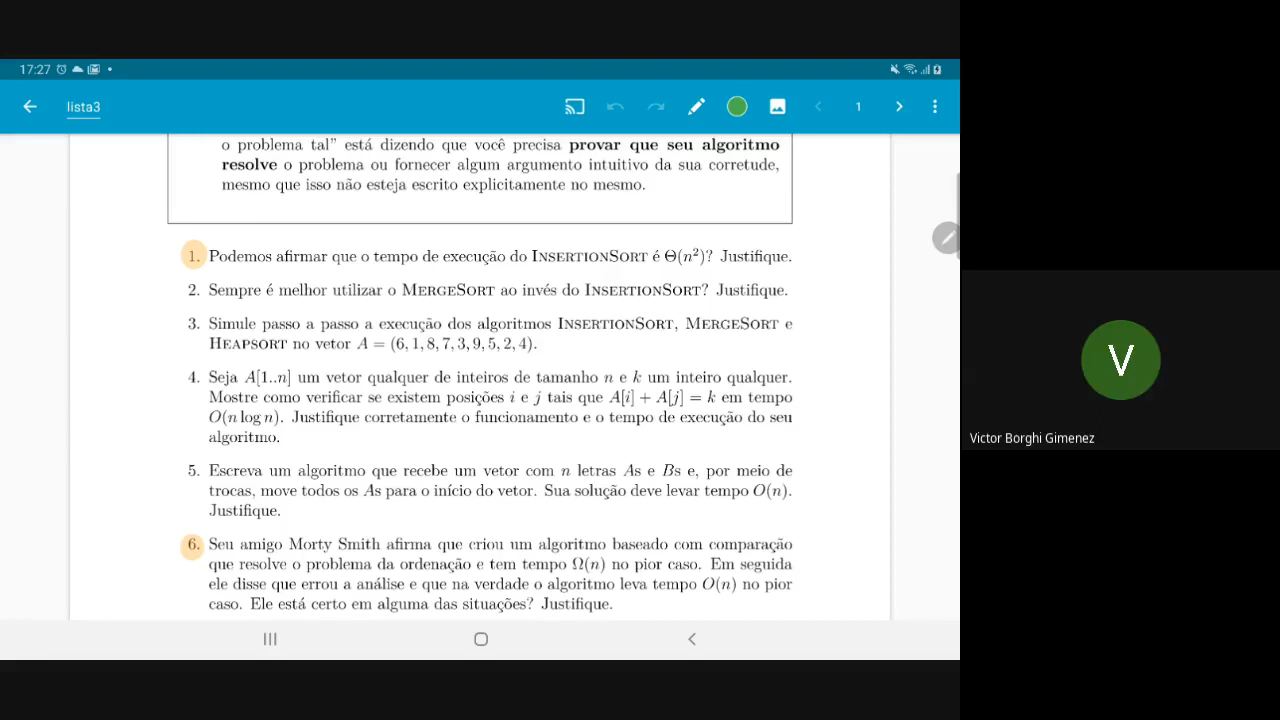 17:27
lista3
1
o problema tal” está dizendo que você precisa provar que seu algoritmo
resolve o problema ou fornecer algum argumento intuitivo da sua corretude,
mesmo que isso não esteja escrito explicitamente no mesmo.
1. Podemos afirmar que o tempo de execução do INSERTIONSORT é Θ(n²)? Justifique.
2. Sempre é melhor utilizar o MERGESORT ao invés do INSERTIONSORT? Justifique.
3. Simule passo a passo a execução dos algoritmos INSERTIONSORT, MERGESORT e
HEAPSORT no vetor A = (6, 1, 8, 7, 3, 9, 5, 2, 4).
4. Seja A[1..n] um vetor qualquer de inteiros de tamanho n e k um inteiro qualquer.
Mostre como verificar se existem posições i e j tais que A[i] + A[j] = k em tempo
O(n log n). Justifique corretamente o funcionamento e o tempo de execução do seu
algoritmo.
5. Escreva um algoritmo que recebe um vetor com n letras As e Bs e, por meio de
trocas, move todos os As para o início do vetor. Sua solução deve levar tempo O(n).
Justifique.
6. Seu amigo Morty Smith afirma que criou um algoritmo baseado com comparação
que resolve o problema da ordenação e tem tempo Ω(n) no pior caso. Em seguida
ele disse que errou a análise e que na verdade o algoritmo leva tempo O(n) no pior
caso. Ele está certo em alguma das situações? Justifique.
V
Victor Borghi Gimenez